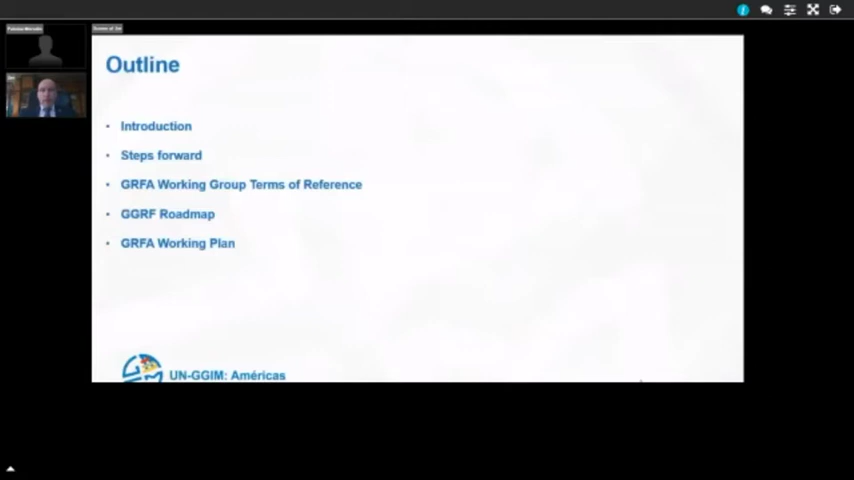 Outline
• Introduction
• Steps forward
• GRFA Working Group Terms of Reference
• GGRF Roadmap
• GRFA Working Plan
UN-GGIM: Américas